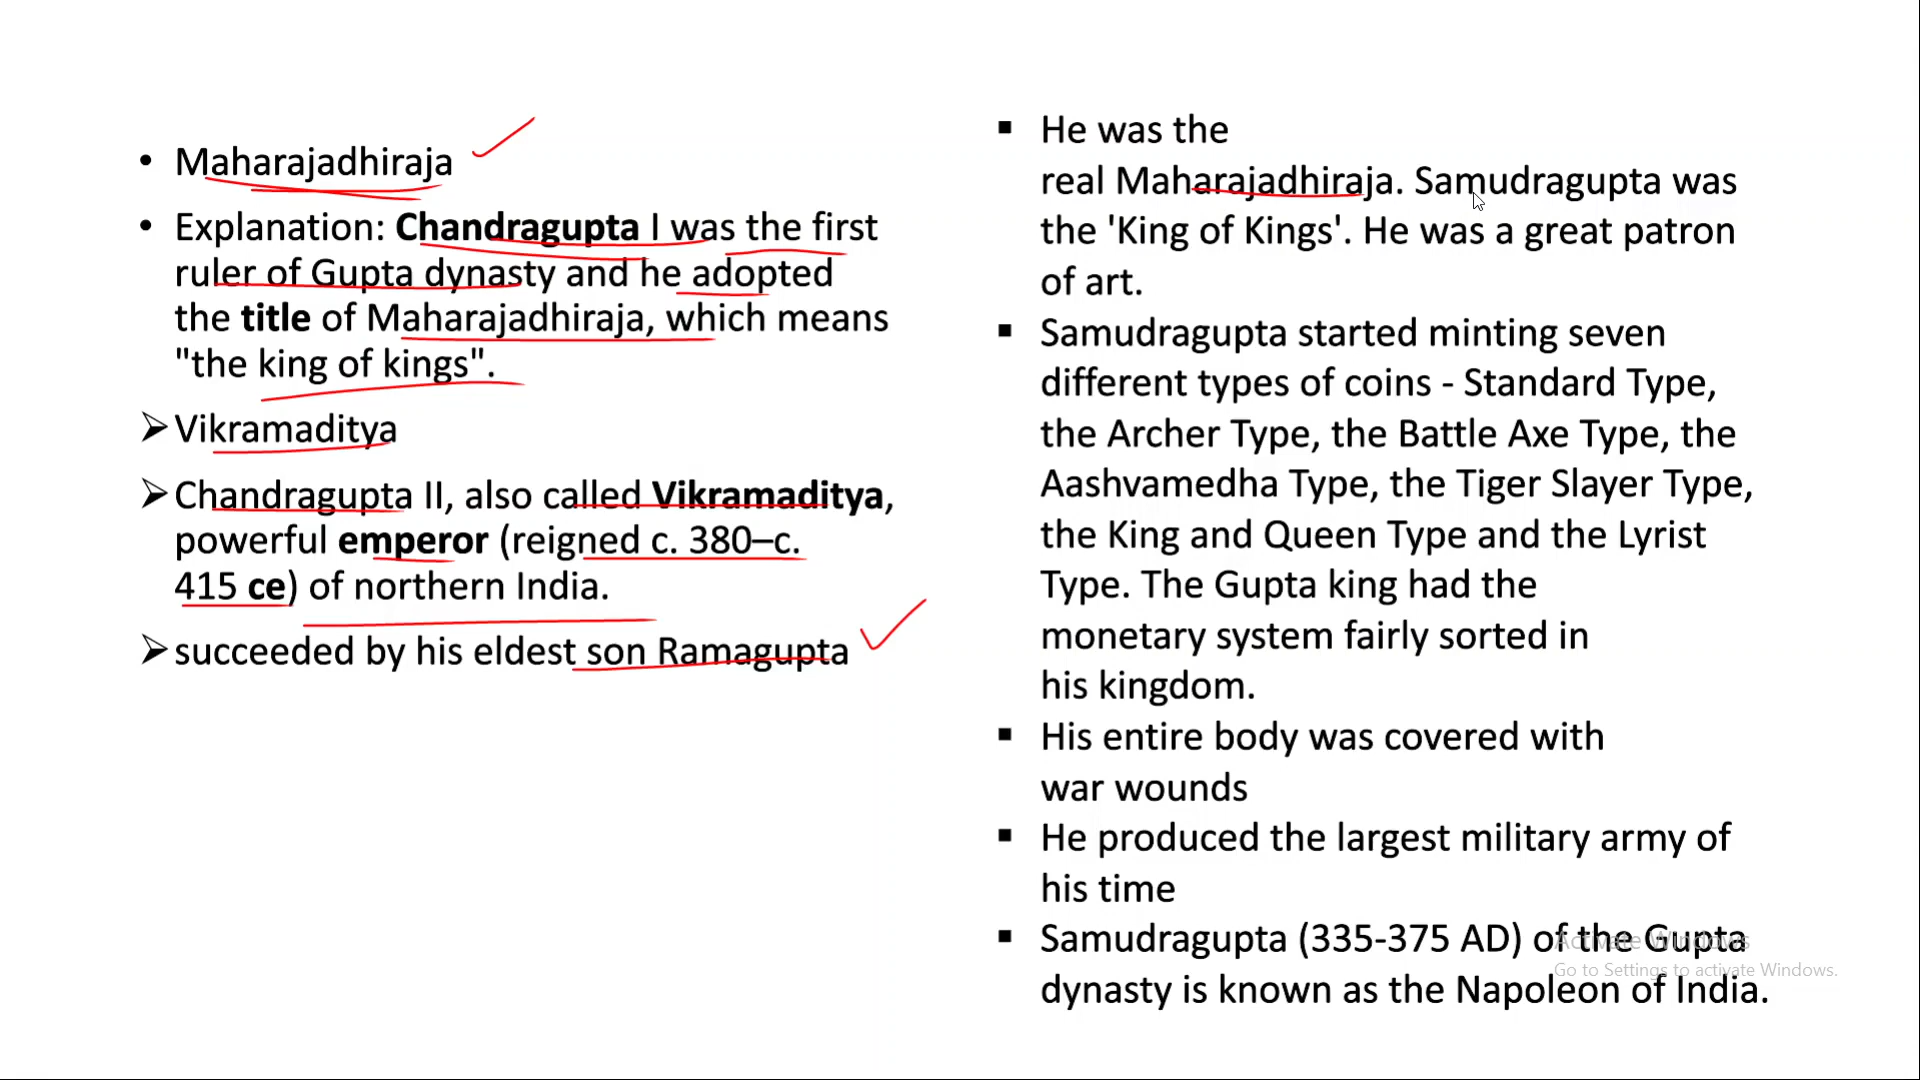 • Maharajadhiraja
• Explanation: Chandragupta I was the first
ruler of Gupta dynasty and he adopted
the title of Maharajadhiraja, which means
"the king of kings".
➢ Vikramaditya
➢ Chandragupta II, also called Vikramaditya,
powerful emperor (reigned c. 380–c.
415 ce) of northern India.
➢ succeeded by his eldest son Ramagupta
▪ He was the
real Maharajadhiraja. Samudragupta was
the 'King of Kings'. He was a great patron
of art.
▪ Samudragupta started minting seven
different types of coins - Standard Type,
the Archer Type, the Battle Axe Type, the
Aashvamedha Type, the Tiger Slayer Type,
the King and Queen Type and the Lyrist
Type. The Gupta king had the
monetary system fairly sorted in
his kingdom.
▪ His entire body was covered with
war wounds
▪ He produced the largest military army of
his time
▪ Samudragupta (335-375 AD) of the Gupta
dynasty is known as the Napoleon of India.
Activate Windows
Go to Settings to activate Windows.